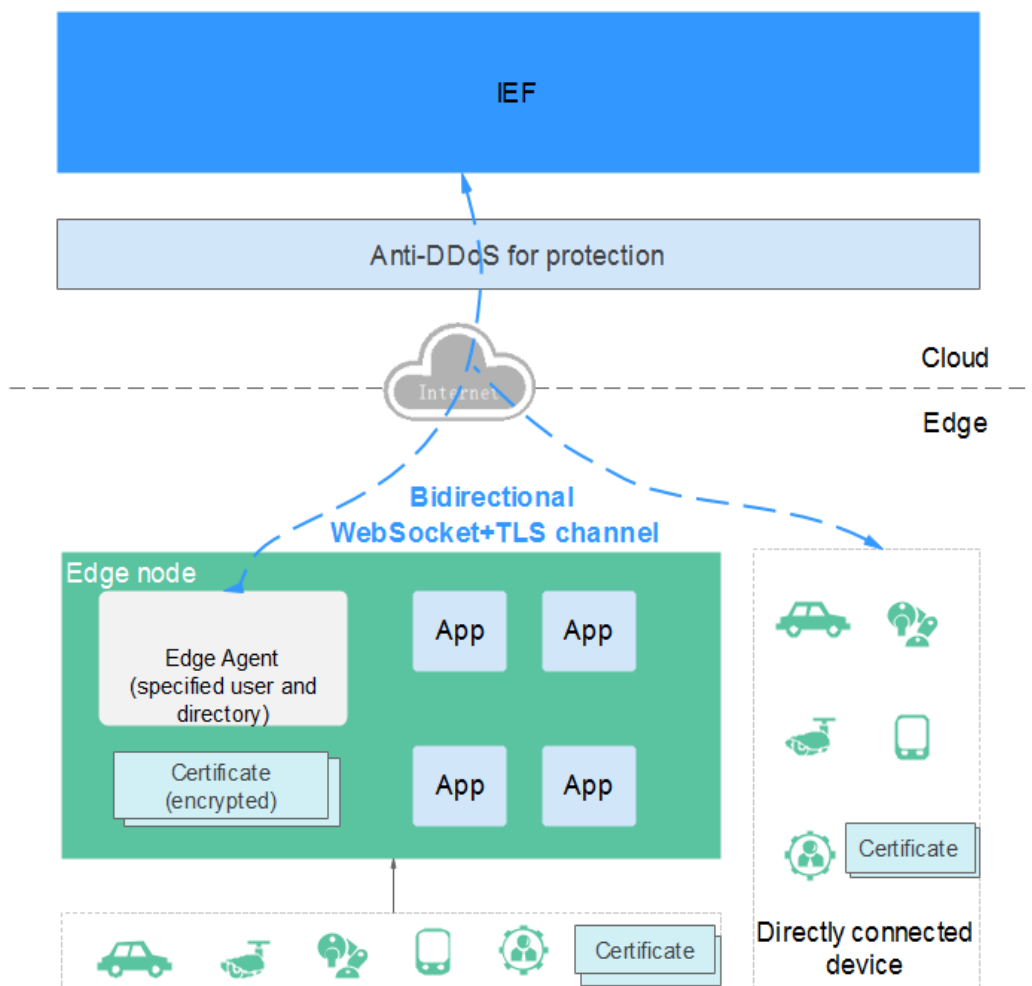 IEF
Anti-DDoS for protection
Internet
Cloud
Edge
Bidirectional
WebSocket+TLS channel
Edge node
Edge Agent
(specified user and
directory)
App
App
Certificate
(encrypted)
App
App
Certificate
Directly connected
device
Certificate